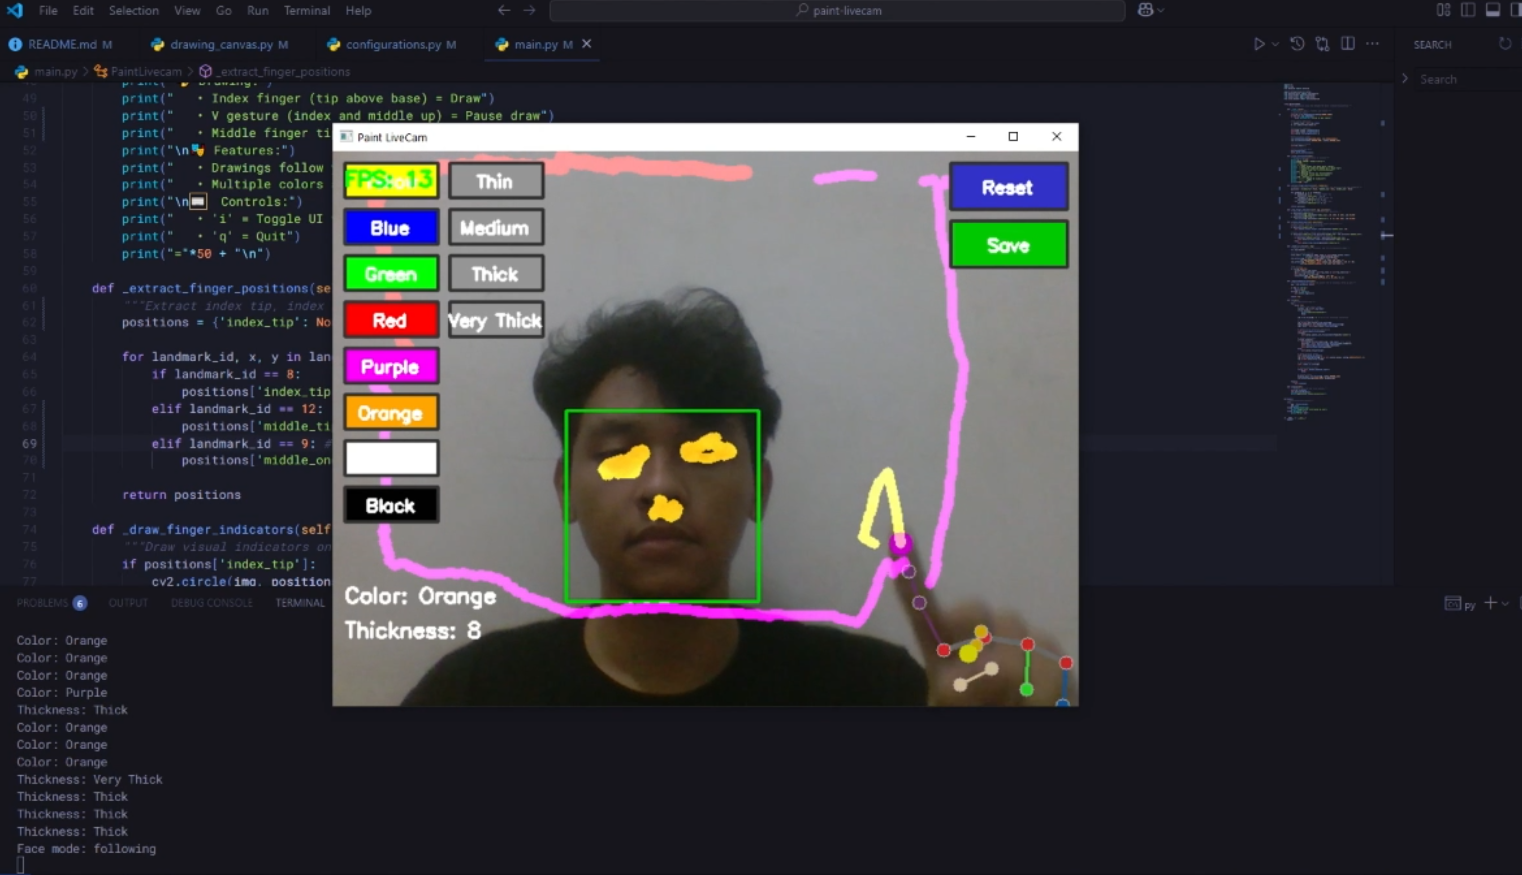 File Edit Selection View Go Run Terminal Help
paint-livecam
README.md M
drawing_canvas.py M
configurations.py M
main.py M
SEARCH
main.py > PaintLivecam > _extract_finger_positions
Search
49 print("   • Index finger (tip above base) = Draw")
50 print("   • V gesture (index and middle up) = Pause draw")
51 print("   • Middle finger ti
52 print("\n🎭 Features:")
53 print("   • Drawings follow
54 print("   • Multiple colors
55 print("\n⌨️ Controls:")
56 print("   • 'i' = Toggle UI
57 print("   • 'q' = Quit")
58 print("="*50 + "\n")
59
60 def _extract_finger_positions(se
61 """Extract index tip, index
62 positions = {'index_tip': No
63
64 for landmark_id, x, y in lan
65 if landmark_id == 8:
66 positions['index_tip
67 elif landmark_id == 12:
68 positions['middle_ti
69 elif landmark_id == 9: #
70 positions['middle_on
71
72 return positions
73
74 def _draw_finger_indicators(self
75 """Draw visual indicators on
76 if positions['index_tip']:
77 cv2.circle(img, position
Paint LiveCam
FPS: 13
Thin
Reset
Blue
Medium
Save
Green
Thick
Red
Very Thick
Purple
Orange
Black
Color: Orange
Thickness: 8
PROBLEMS 6 OUTPUT DEBUG CONSOLE TERMINAL
py
Color: Orange
Color: Orange
Color: Orange
Color: Purple
Thickness: Thick
Color: Orange
Color: Orange
Color: Orange
Thickness: Very Thick
Thickness: Thick
Thickness: Thick
Thickness: Thick
Face mode: following